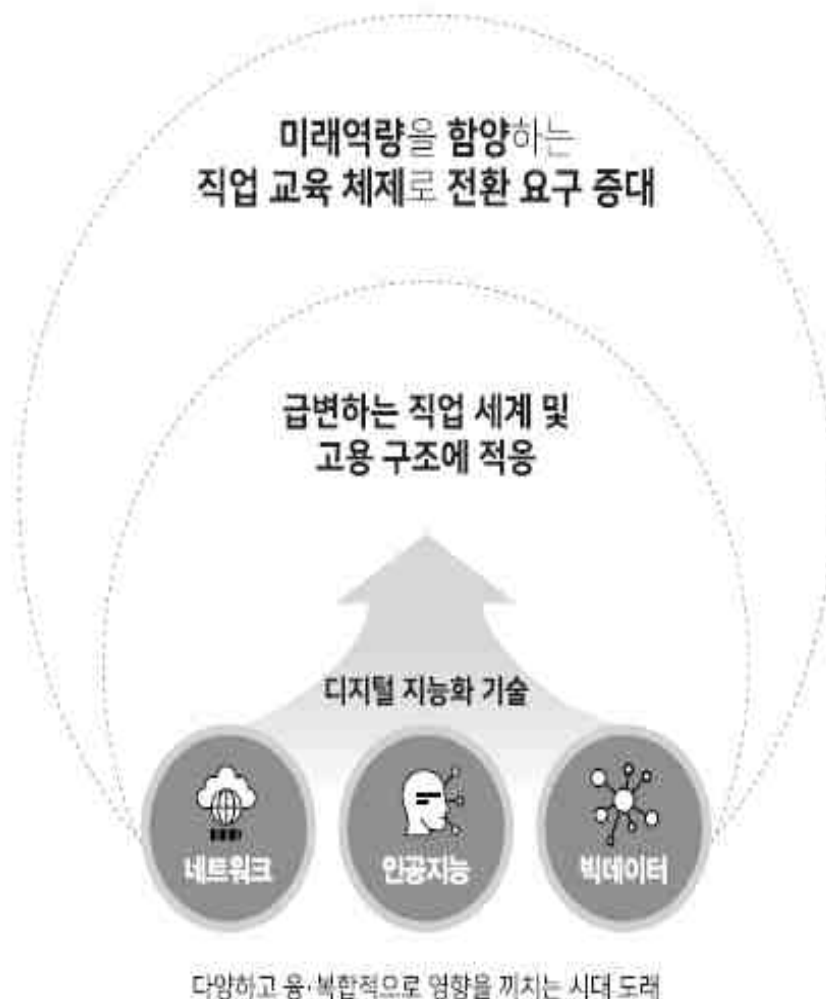 미래역량을 함양하는
직업 교육 체제로 전환 요구 증대
급변하는 직업 세계 및
고용 구조에 적응
디지털 지능화 기술
네트워크
인공지능
빅데이터
다양하고 융·복합적으로 영향을 끼치는 시대 도래